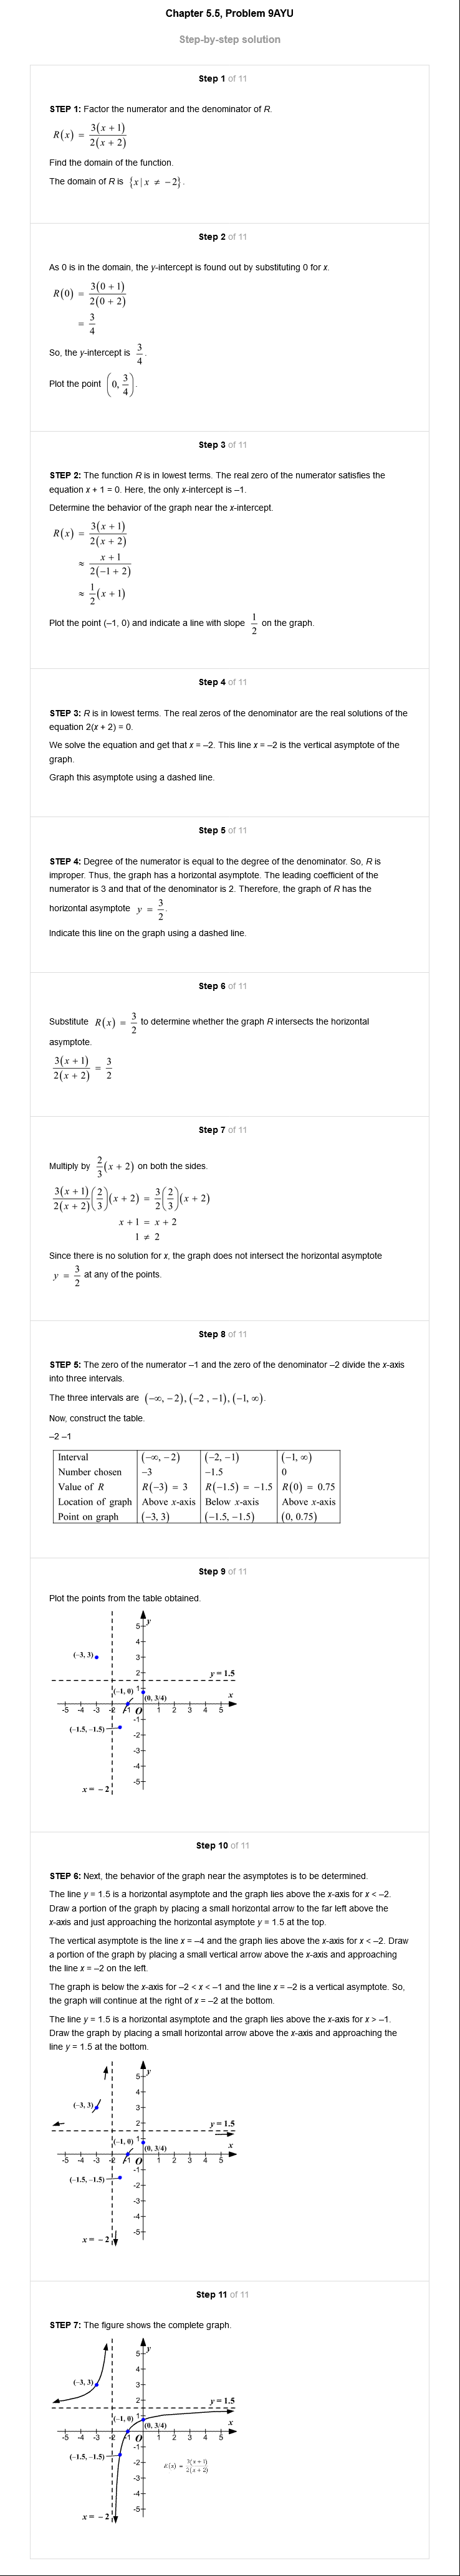 Chapter 5.5, Problem 9AYU
Step-by-step solution
Step 1 of 11
STEP 1: Factor the numerator and the denominator of R.
R(x) = 3(x + 1) / 2(x + 2)
Find the domain of the function.
The domain of R is {x | x ≠ −2}.
Step 2 of 11
As 0 is in the domain, the y-intercept is found out by substituting 0 for x.
R(0) = 3(0 + 1) / 2(0 + 2)
= 3/4
So, the y-intercept is 3/4.
Plot the point (0, 3/4).
Step 3 of 11
STEP 2: The function R is in lowest terms. The real zero of the numerator satisfies the
equation x + 1 = 0. Here, the only x-intercept is –1.
Determine the behavior of the graph near the x-intercept.
R(x) = 3(x + 1) / 2(x + 2)
≈ x + 1 / 2(−1 + 2)
≈ 1/2 (x + 1)
Plot the point (–1, 0) and indicate a line with slope 1/2 on the graph.
Step 4 of 11
STEP 3: R is in lowest terms. The real zeros of the denominator are the real solutions of the
equation 2(x + 2) = 0.
We solve the equation and get that x = –2. This line x = –2 is the vertical asymptote of the
graph.
Graph this asymptote using a dashed line.
Step 5 of 11
STEP 4: Degree of the numerator is equal to the degree of the denominator. So, R is
improper. Thus, the graph has a horizontal asymptote. The leading coefficient of the
numerator is 3 and that of the denominator is 2. Therefore, the graph of R has the
horizontal asymptote y = 3/2.
Indicate this line on the graph using a dashed line.
Step 6 of 11
Substitute R(x) = 3/2 to determine whether the graph R intersects the horizontal
asymptote.
3(x + 1) / 2(x + 2) = 3/2
Step 7 of 11
Multiply by 2/3 (x + 2) on both the sides.
3(x + 1) / 2(x + 2) (2/3)(x + 2) = 3/2 (2/3)(x + 2)
x + 1 = x + 2
1 ≠ 2
Since there is no solution for x, the graph does not intersect the horizontal asymptote
y = 3/2 at any of the points.
Step 8 of 11
STEP 5: The zero of the numerator –1 and the zero of the denominator –2 divide the x-axis
into three intervals.
The three intervals are (−∞, −2), (−2, −1), (−1, ∞).
Now, construct the table.
–2 –1
Interval (−∞, −2) (−2, −1) (−1, ∞)
Number chosen −3 −1.5 0
Value of R R(−3) = 3 R(−1.5) = −1.5 R(0) = 0.75
Location of graph Above x-axis Below x-axis Above x-axis
Point on graph (−3, 3) (−1.5, −1.5) (0, 0.75)
Step 9 of 11
Plot the points from the table obtained.
y
5
4
(−3, 3) 3
2 y = 1.5
(−1, 0) 1 (0, 3/4) x
-5 -4 -3 -2 -1 O 1 2 3 4 5
-1
(−1.5, −1.5) -2
-3
-4
-5
x = − 2
Step 10 of 11
STEP 6: Next, the behavior of the graph near the asymptotes is to be determined.
The line y = 1.5 is a horizontal asymptote and the graph lies above the x-axis for x < –2.
Draw a portion of the graph by placing a small horizontal arrow to the far left above the
x-axis and just approaching the horizontal asymptote y = 1.5 at the top.
The vertical asymptote is the line x = –4 and the graph lies above the x-axis for x < –2. Draw
a portion of the graph by placing a small vertical arrow above the x-axis and approaching
the line x = –2 on the left.
The graph is below the x-axis for –2 < x < –1 and the line x = –2 is a vertical asymptote. So,
the graph will continue at the right of x = –2 at the bottom.
The line y = 1.5 is a horizontal asymptote and the graph lies above the x-axis for x > –1.
Draw the graph by placing a small horizontal arrow above the x-axis and approaching the
line y = 1.5 at the bottom.
y
5
4
(−3, 3) 3
2 y = 1.5
(−1, 0) 1 (0, 3/4) x
-5 -4 -3 -2 -1 O 1 2 3 4 5
-1
(−1.5, −1.5) -2
-3
-4
-5
x = − 2
Step 11 of 11
STEP 7: The figure shows the complete graph.
y
5
4
(−3, 3) 3
2 y = 1.5
(−1, 0) 1 (0, 3/4) x
-5 -4 -3 -2 -1 O 1 2 3 4 5
-1
(−1.5, −1.5) -2 R(x) = 3(x + 1) / 2(x + 2)
-3
-4
-5
x = − 2